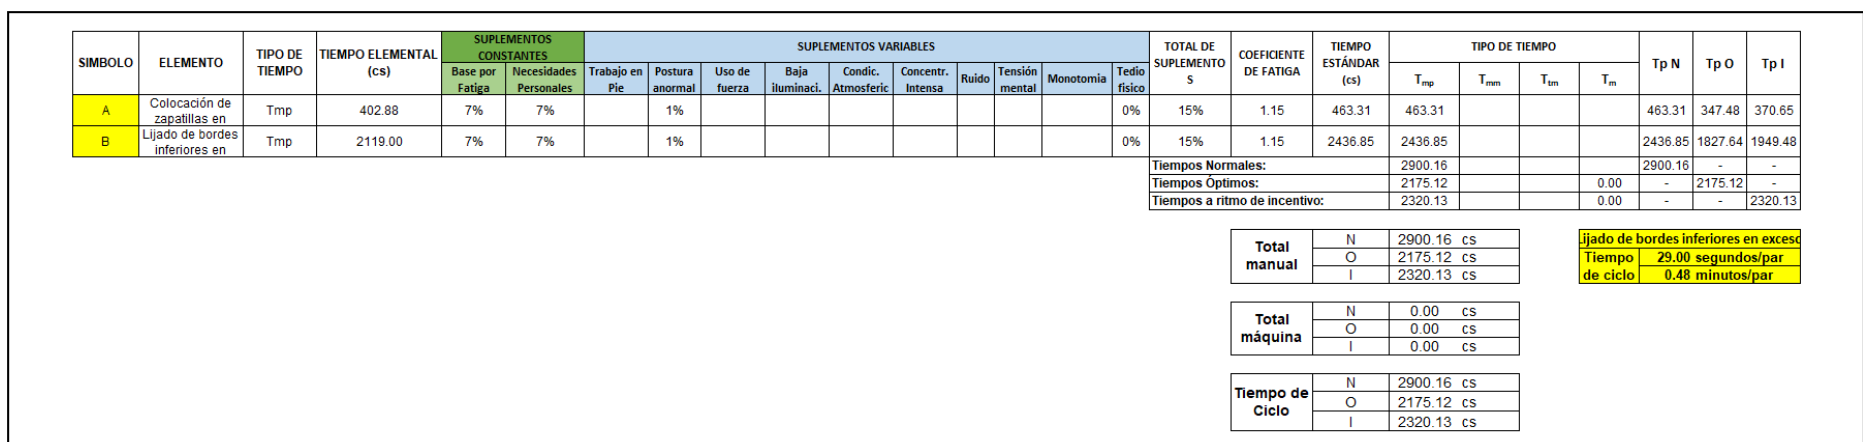 SIMBOLO ELEMENTO TIPO DE TIEMPO TIEMPO ELEMENTAL (cs) SUPLEMENTOS CONSTANTES SUPLEMENTOS VARIABLES TOTAL DE SUPLEMENTO S COEFICIENTE DE FATIGA TIEMPO ESTÁNDAR (cs) TIPO DE TIEMPO Tp N Tp O Tp I
Base por Fatiga Necesidades Personales Trabajo en Pie Postura anormal Uso de fuerza Baja iluminaci. Condic. Atmosferic Concentr. Intensa Ruido Tensión mental Monotomia Tedio fisico Tmp Tmm Ttm Tm
A Colocación de zapatillas en Tmp 402.88 7% 7% 1% 0% 15% 1.15 463.31 463.31 463.31 347.48 370.65
B Lijado de bordes inferiores en Tmp 2119.00 7% 7% 1% 0% 15% 1.15 2436.85 2436.85 2436.85 1827.64 1949.48
Tiempos Normales: 2900.16 2900.16 - -
Tiempos Óptimos: 2175.12 0.00 - 2175.12 -
Tiempos a ritmo de incentivo: 2320.13 0.00 - - 2320.13
Total manual
N 2900.16 cs
O 2175.12 cs
I 2320.13 cs
Lijado de bordes inferiores en exceso
Tiempo 29.00 segundos/par
de ciclo 0.48 minutos/par
Total máquina
N 0.00 cs
O 0.00 cs
I 0.00 cs
Tiempo de Ciclo
N 2900.16 cs
O 2175.12 cs
I 2320.13 cs